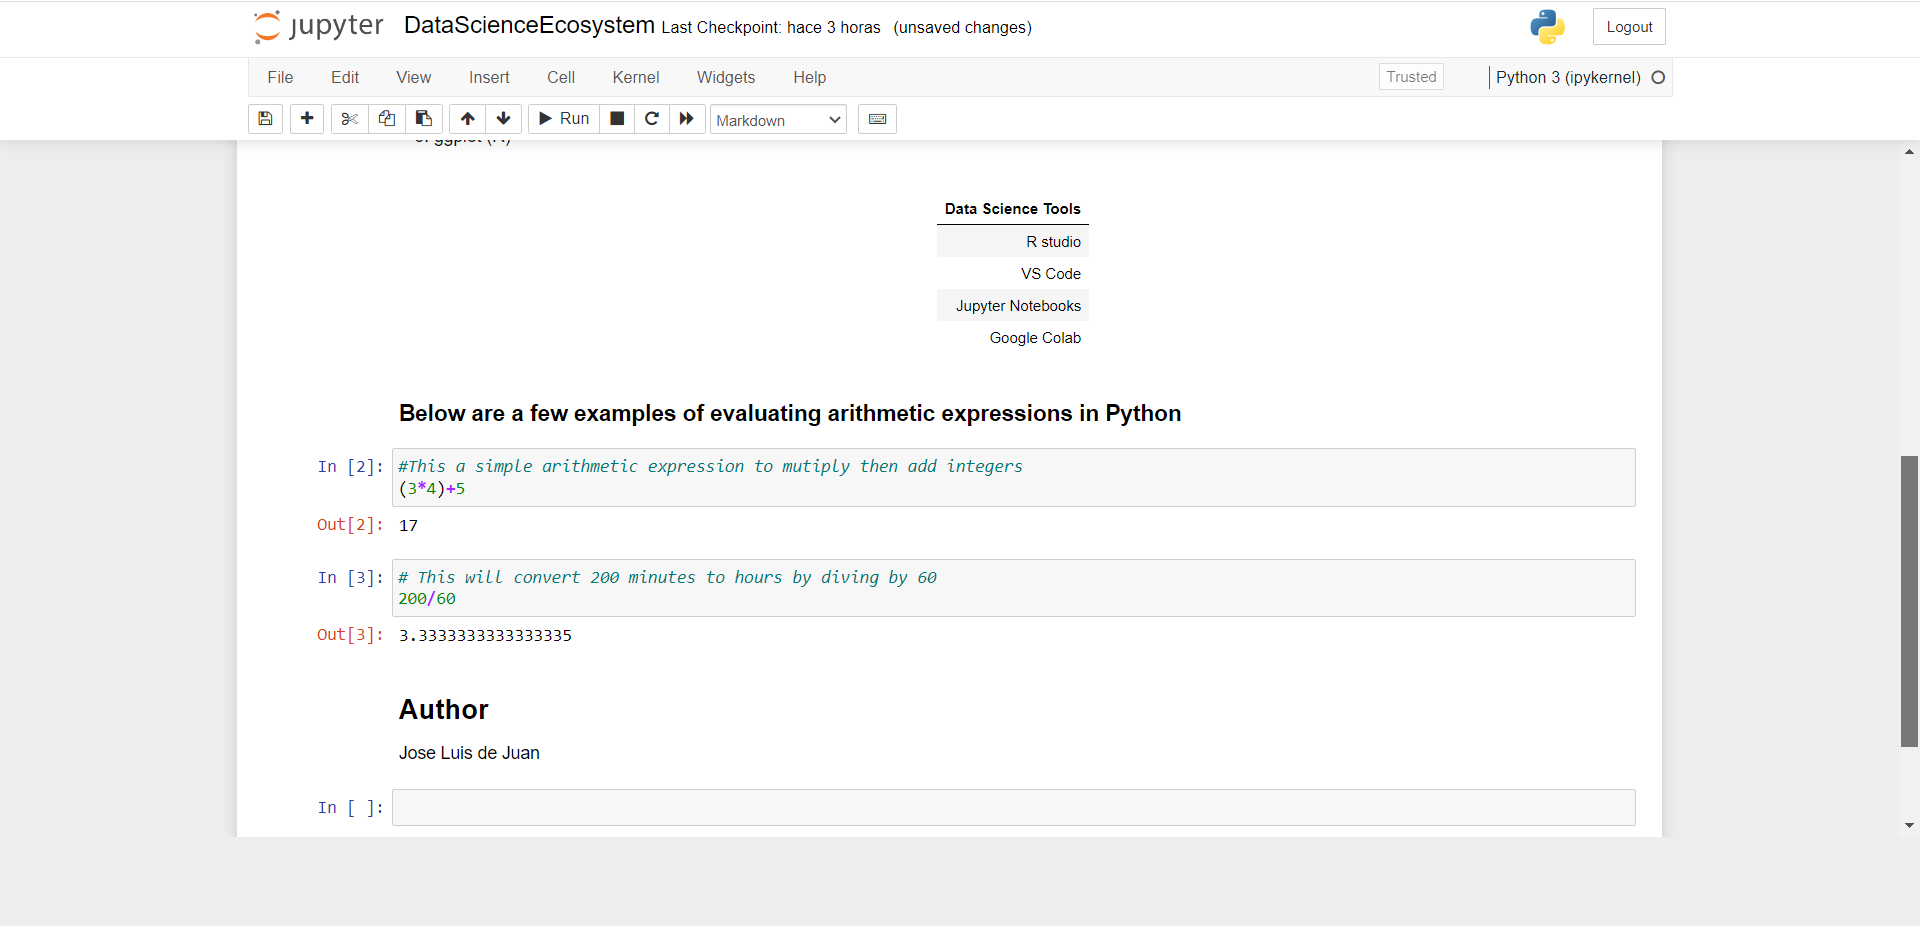 jupyter DataScienceEcosystem Last Checkpoint: hace 3 horas (unsaved changes) Logout
File Edit View Insert Cell Kernel Widgets Help Trusted Python 3 (ipykernel)
Run Markdown
ggplot (R)
Data Science Tools
R studio
VS Code
Jupyter Notebooks
Google Colab
Below are a few examples of evaluating arithmetic expressions in Python
In [2]: #This a simple arithmetic expression to mutiply then add integers
(3*4)+5
Out[2]: 17
In [3]: # This will convert 200 minutes to hours by diving by 60
200/60
Out[3]: 3.3333333333333335
Author
Jose Luis de Juan
In [ ]: